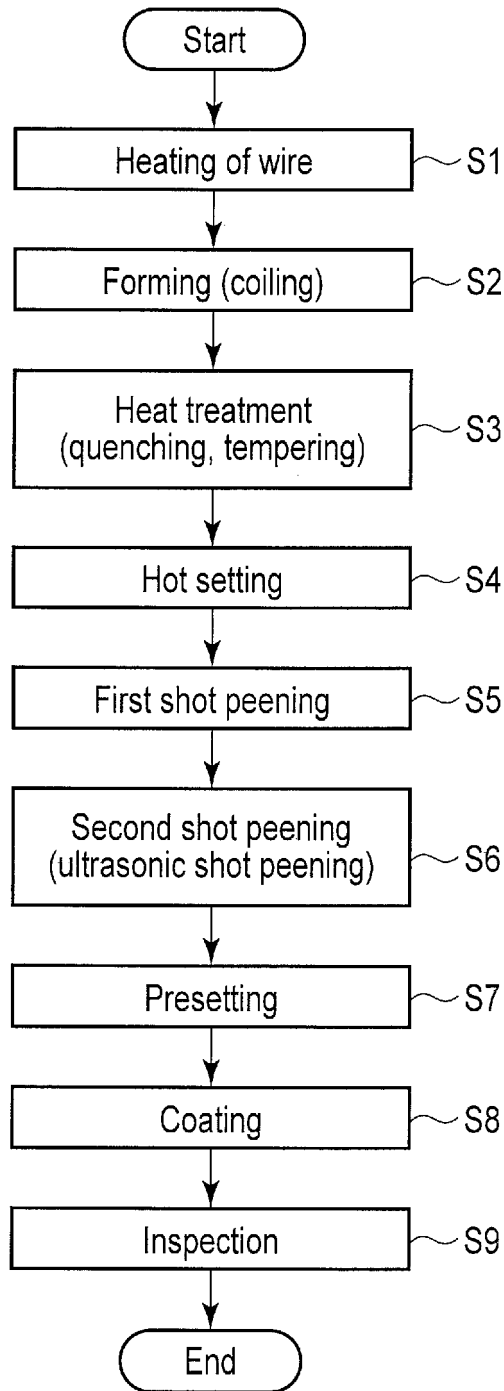 Start
Heating of wire S1
Forming (coiling) S2
Heat treatment
(quenching, tempering) S3
Hot setting S4
First shot peening S5
Second shot peening
(ultrasonic shot peening) S6
Presetting S7
Coating S8
Inspection S9
End